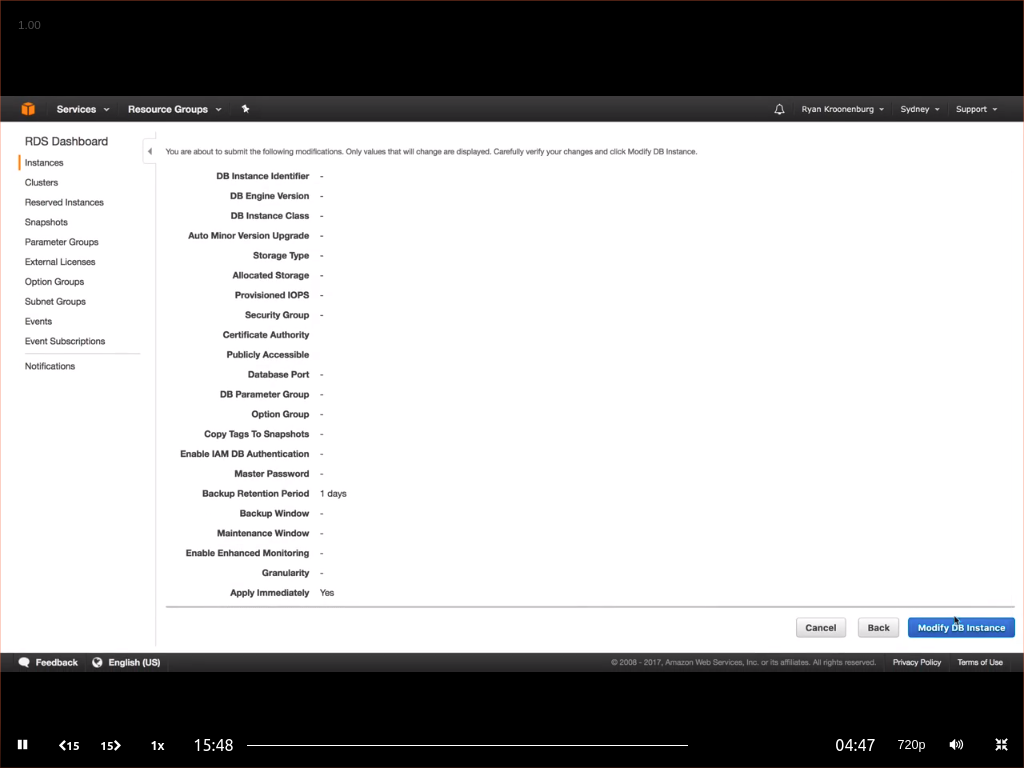 1.00
Services Resource Groups Ryan Kroonenburg Sydney Support
RDS Dashboard
Instances
Clusters
Reserved Instances
Snapshots
Parameter Groups
External Licenses
Option Groups
Subnet Groups
Events
Event Subscriptions
Notifications
You are about to submit the following modifications. Only values that will change are displayed. Carefully verify your changes and click Modify DB Instance.
DB Instance Identifier -
DB Engine Version -
DB Instance Class -
Auto Minor Version Upgrade -
Storage Type -
Allocated Storage -
Provisioned IOPS -
Security Group -
Certificate Authority
Publicly Accessible
Database Port -
DB Parameter Group -
Option Group -
Copy Tags To Snapshots -
Enable IAM DB Authentication -
Master Password -
Backup Retention Period 1 days
Backup Window -
Maintenance Window -
Enable Enhanced Monitoring -
Granularity -
Apply Immediately Yes
Cancel Back Modify DB Instance
Feedback English (US) © 2008 - 2017, Amazon Web Services, Inc. or its affiliates. All rights reserved. Privacy Policy Terms of Use
15 15 1x 15:48 04:47 720p